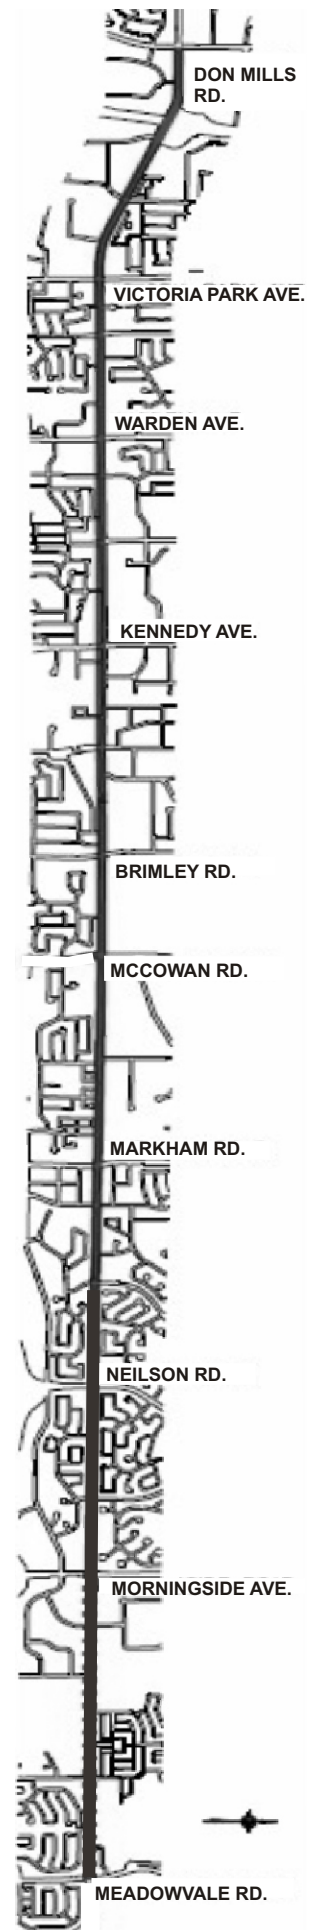 DON MILLS
RD.
VICTORIA PARK AVE.
WARDEN AVE.
KENNEDY AVE.
BRIMLEY RD.
MCCOWAN RD.
MARKHAM RD.
NEILSON RD.
MORNINGSIDE AVE.
MEADOWVALE RD.